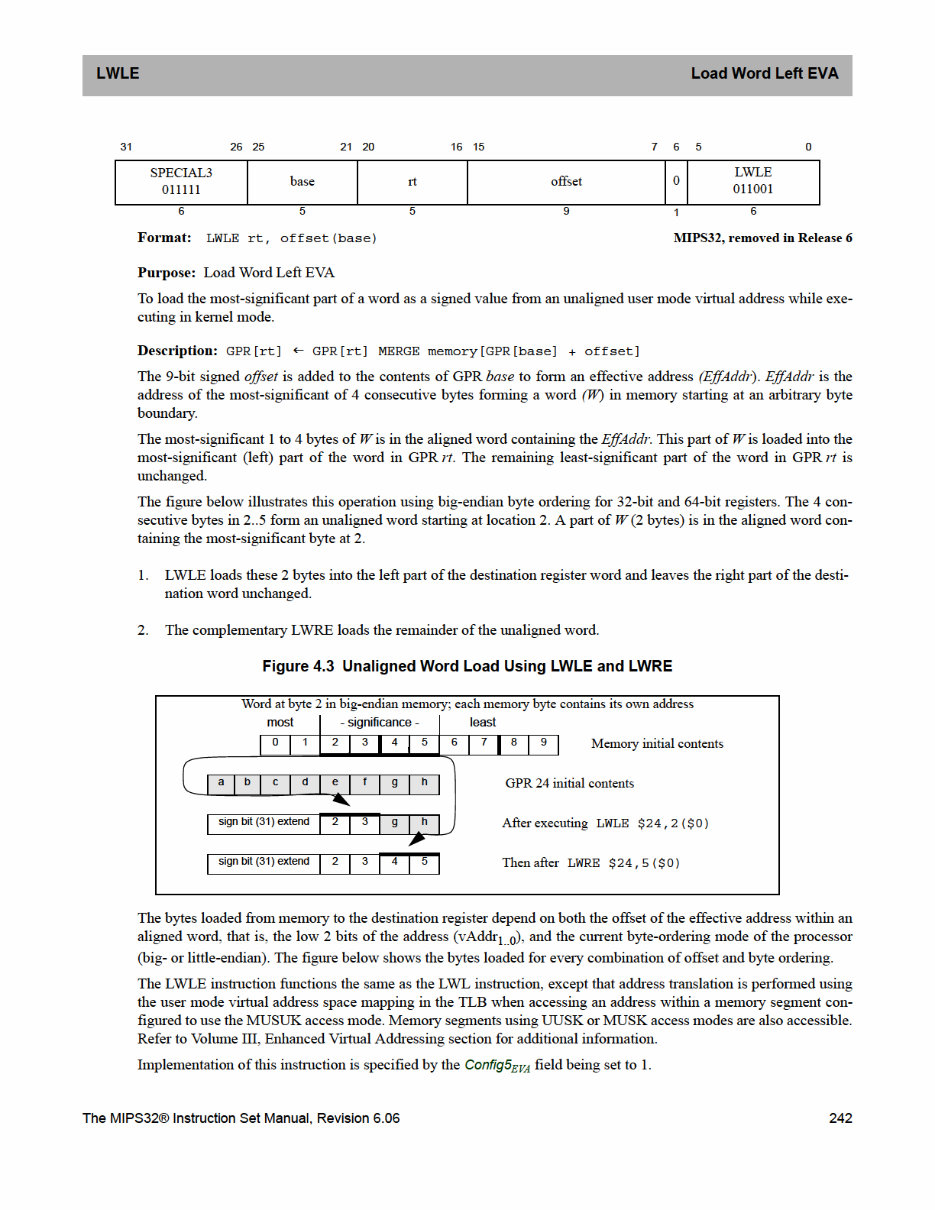 LWLE Load Word Left EVA
31 26 25 21 20 16 15 7 6 5 0
SPECIAL3 011111 base rt offset 0 LWLE 011001
6 5 5 9 1 6
Format: LWLE rt, offset(base) MIPS32, removed in Release 6
Purpose: Load Word Left EVA
To load the most-significant part of a word as a signed value from an unaligned user mode virtual address while exe-
cuting in kernel mode.
Description: GPR[rt] ← GPR[rt] MERGE memory[GPR[base] + offset]
The 9-bit signed offset is added to the contents of GPR base to form an effective address (EffAddr). EffAddr is the
address of the most-significant of 4 consecutive bytes forming a word (W) in memory starting at an arbitrary byte
boundary.
The most-significant 1 to 4 bytes of W is in the aligned word containing the EffAddr. This part of W is loaded into the
most-significant (left) part of the word in GPR rt. The remaining least-significant part of the word in GPR rt is
unchanged.
The figure below illustrates this operation using big-endian byte ordering for 32-bit and 64-bit registers. The 4 con-
secutive bytes in 2..5 form an unaligned word starting at location 2. A part of W (2 bytes) is in the aligned word con-
taining the most-significant byte at 2.
1. LWLE loads these 2 bytes into the left part of the destination register word and leaves the right part of the desti-
nation word unchanged.
2. The complementary LWRE loads the remainder of the unaligned word.
Figure 4.3 Unaligned Word Load Using LWLE and LWRE
Word at byte 2 in big-endian memory; each memory byte contains its own address
most - significance - least
0 1 2 3 4 5 6 7 8 9 Memory initial contents
a b c d e f g h GPR 24 initial contents
sign bit (31) extend 2 3 g h After executing LWLE $24,2($0)
sign bit (31) extend 2 3 4 5 Then after LWRE $24,5($0)
The bytes loaded from memory to the destination register depend on both the offset of the effective address within an
aligned word, that is, the low 2 bits of the address (vAddr1..0), and the current byte-ordering mode of the processor
(big- or little-endian). The figure below shows the bytes loaded for every combination of offset and byte ordering.
The LWLE instruction functions the same as the LWL instruction, except that address translation is performed using
the user mode virtual address space mapping in the TLB when accessing an address within a memory segment con-
figured to use the MUSUK access mode. Memory segments using UUSK or MUSK access modes are also accessible.
Refer to Volume III, Enhanced Virtual Addressing section for additional information.
Implementation of this instruction is specified by the Config5EVA field being set to 1.
The MIPS32® Instruction Set Manual, Revision 6.06 242